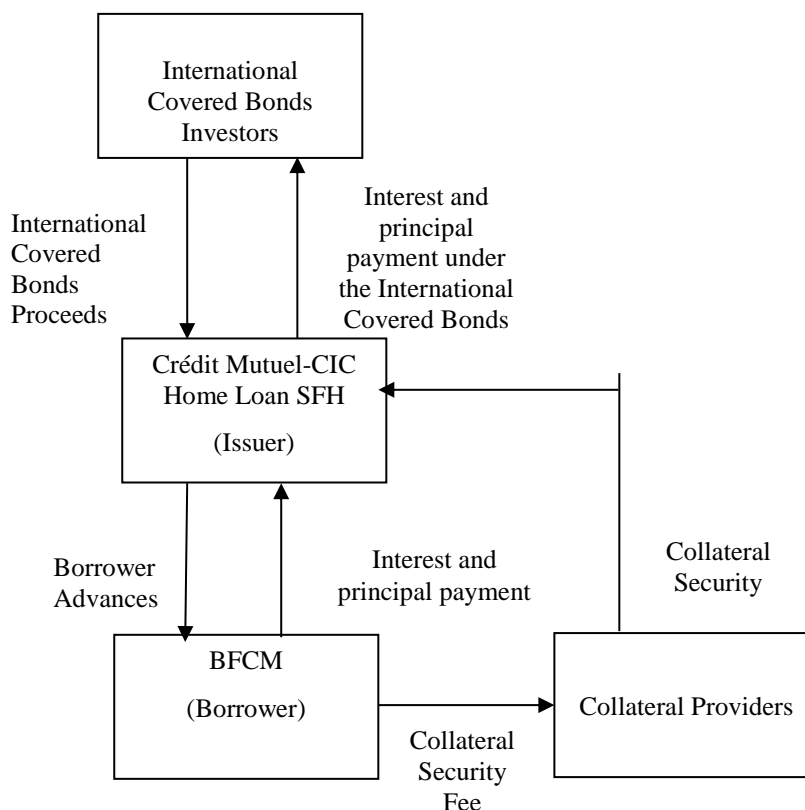 International
Covered Bonds
Investors
International
Covered
Bonds
Proceeds
Interest and
principal
payment under
the International
Covered Bonds
Crédit Mutuel-CIC
Home Loan SFH
(Issuer)
Borrower
Advances
Interest and
principal payment
Collateral
Security
BFCM
(Borrower)
Collateral Providers
Collateral
Security
Fee